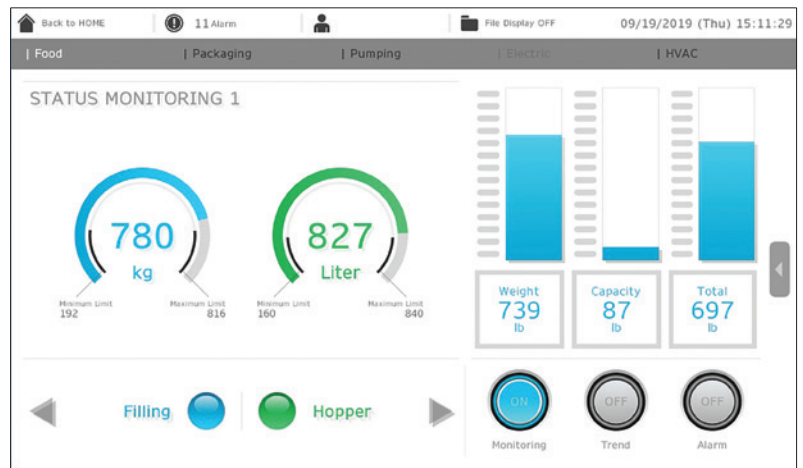 Back to HOME
11 Alarm
File Display OFF
09/19/2019 (Thu) 15:11:29
| Food
| Packaging
| Pumping
| Electric
| HVAC
STATUS MONITORING 1
780
kg
Minimum Limit
192
Maximum Limit
816
827
Liter
Minimum Limit
160
Maximum Limit
840
Weight
739
lb
Capacity
87
lb
Total
697
lb
Filling
Hopper
ON
Monitoring
OFF
Trend
OFF
Alarm